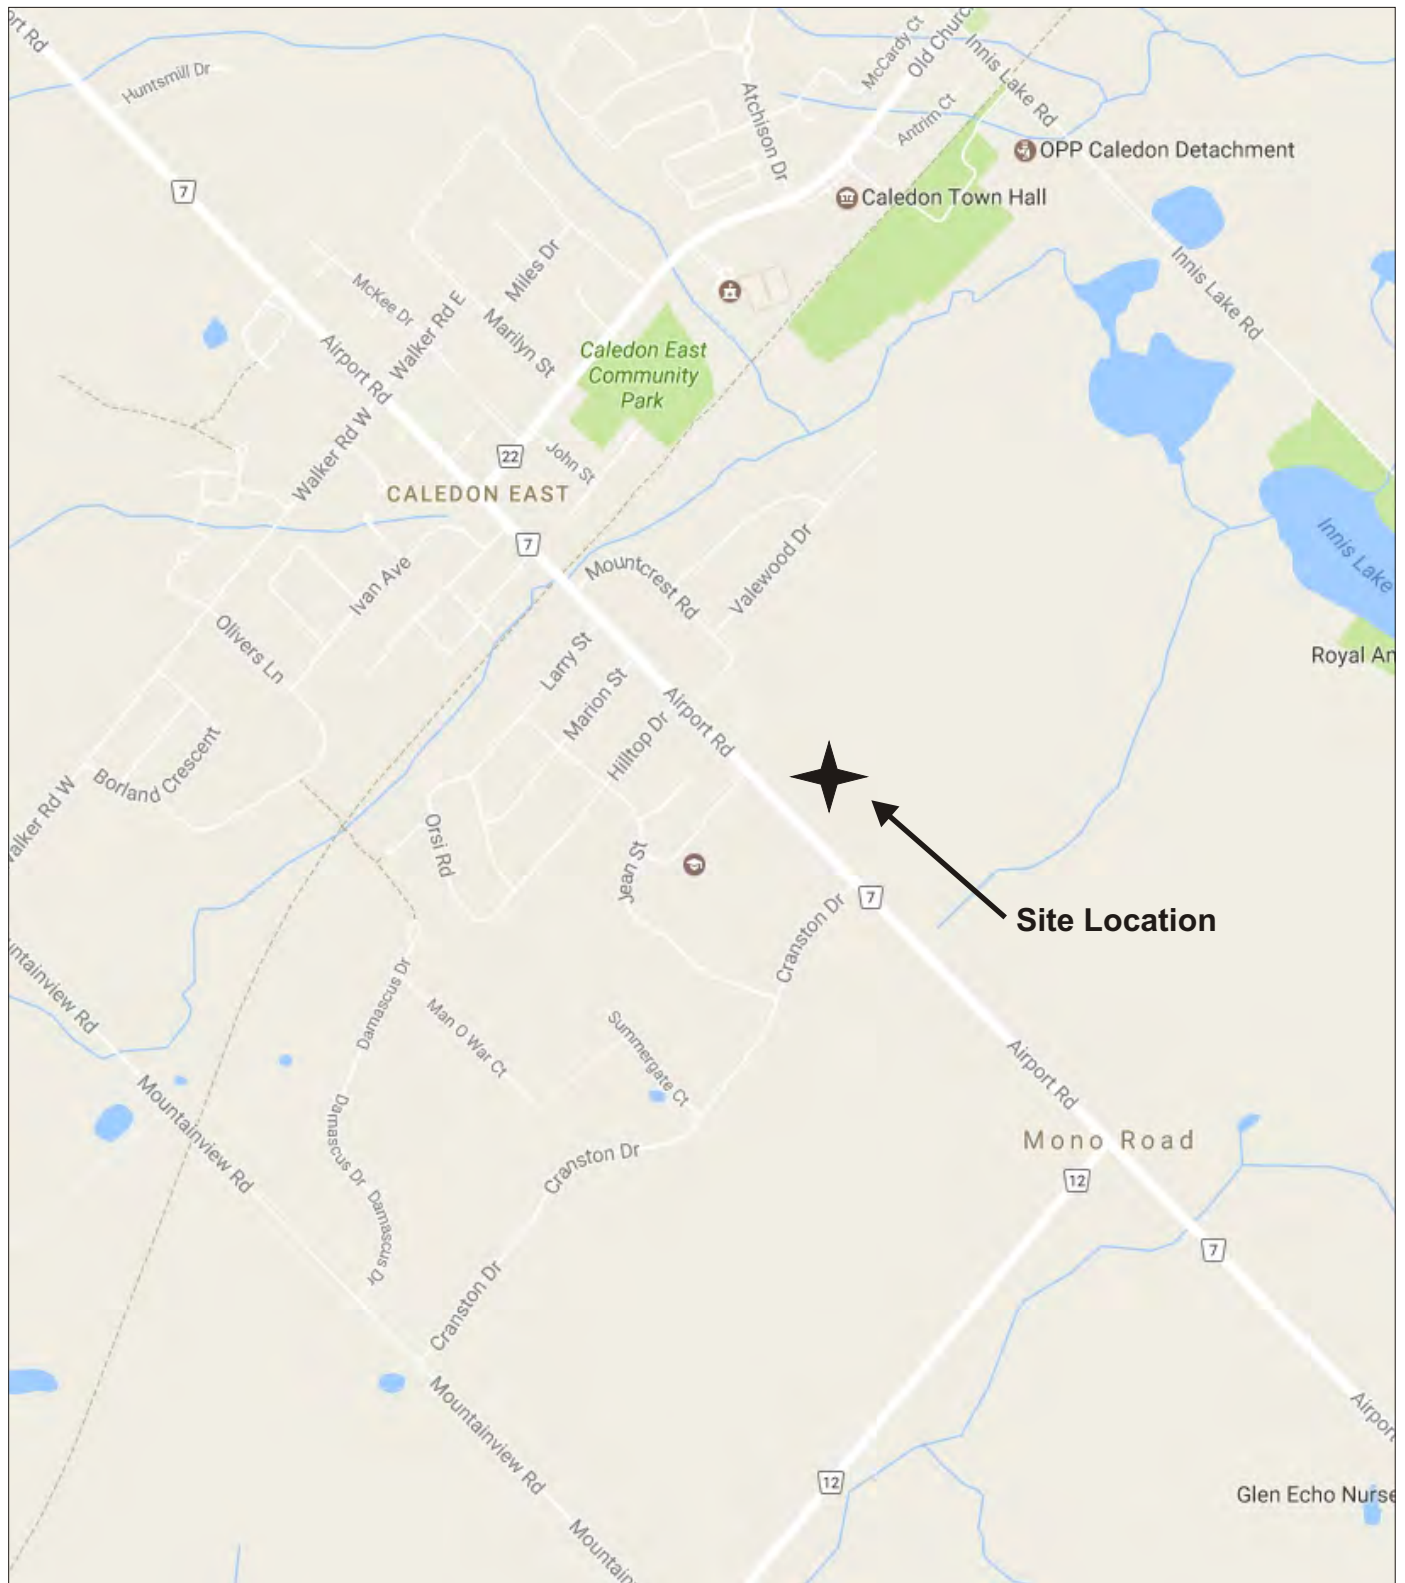 ort Rd
Huntsmill Dr
7
Atchison Dr
McCardy Ct
Old Church
Innis Lake Rd
Antrim Ct
OPP Caledon Detachment
Caledon Town Hall
Innis Lake Rd
McKee Dr
Miles Dr
Walker Rd E
Marilyn St
Airport Rd
Caledon East
Community
Park
Walker Rd W
22
John St
CALEDON EAST
7
Innis Lake
Mountcrest Rd
Valewood Dr
Ivan Ave
Olivers Ln
Larry St
Marion St
Hilltop Dr
Airport Rd
Royal An
Borland Crescent
alker Rd W
Orsi Rd
Jean St
7
Site Location
Cranston Dr
untainview Rd
Damascus Dr
Man O War Ct
Summergate Ct
Airport Rd
Mountainview Rd
Damascus Dr
Damascus Dr
Cranston Dr
Mono Road
12
7
Cranston Dr
Mountainview Rd
Airport
12
Glen Echo Nurse
Mountain